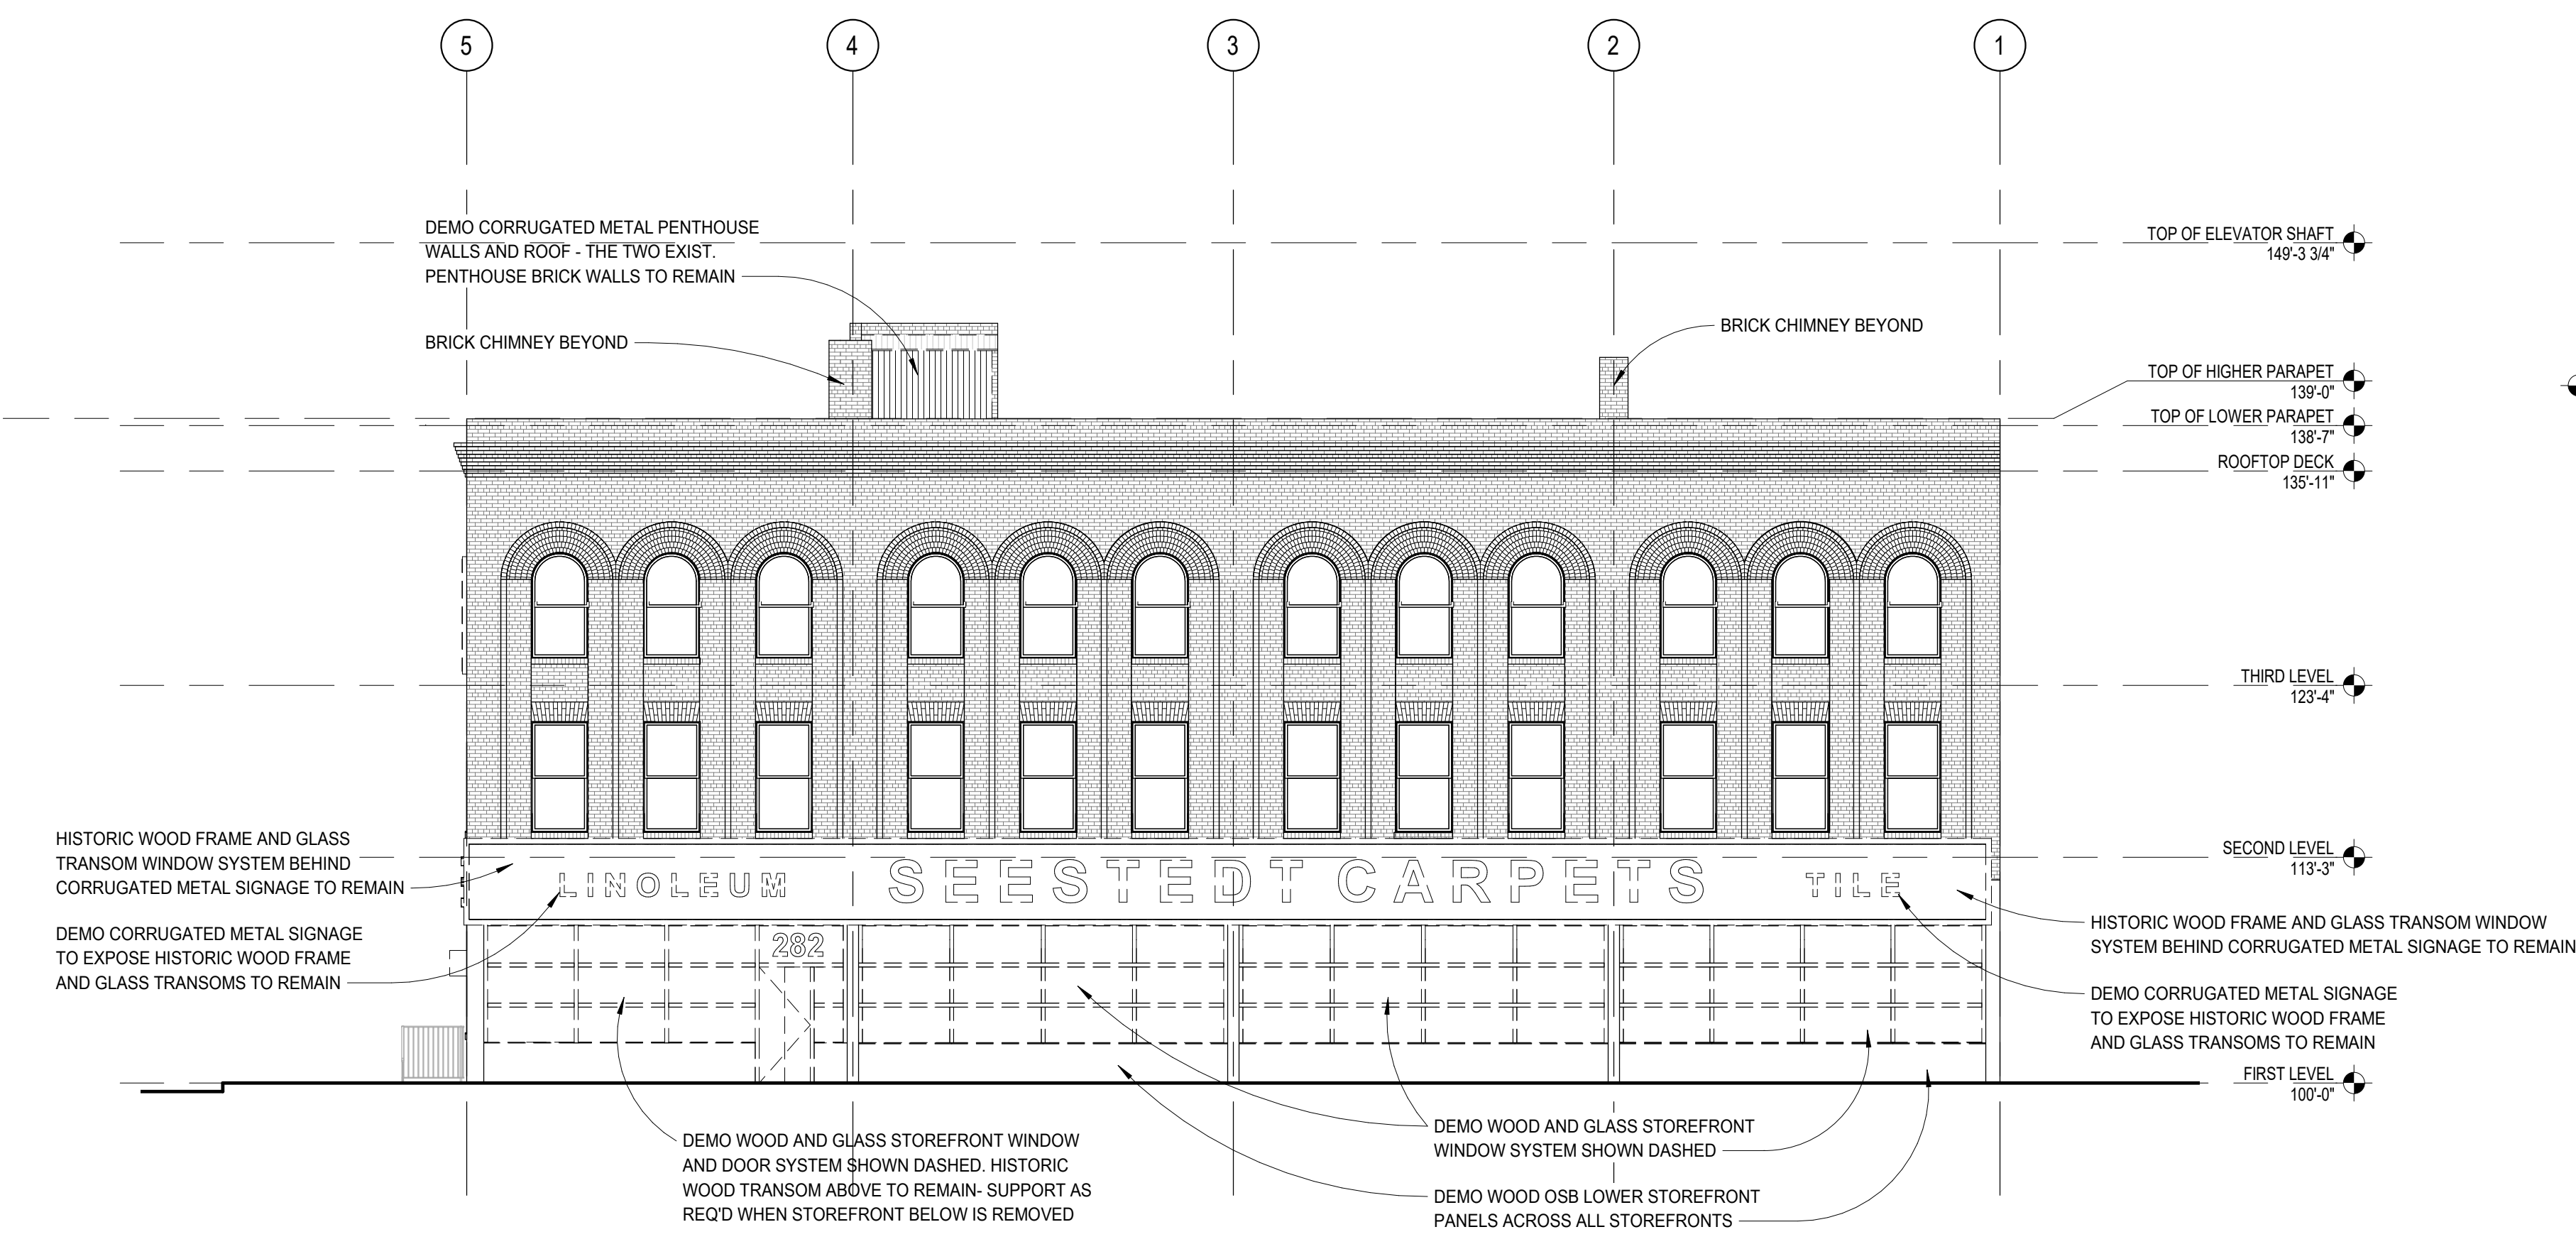 5
4
3
2
1
DEMO CORRUGATED METAL PENTHOUSE
WALLS AND ROOF - THE TWO EXIST.
PENTHOUSE BRICK WALLS TO REMAIN
BRICK CHIMNEY BEYOND
BRICK CHIMNEY BEYOND
TOP OF ELEVATOR SHAFT
149'-3 3/4"
TOP OF HIGHER PARAPET
139'-0"
TOP OF LOWER PARAPET
138'-7"
ROOFTOP DECK
135'-11"
THIRD LEVEL
123'-4"
SECOND LEVEL
113'-3"
FIRST LEVEL
100'-0"
HISTORIC WOOD FRAME AND GLASS
TRANSOM WINDOW SYSTEM BEHIND
CORRUGATED METAL SIGNAGE TO REMAIN
DEMO CORRUGATED METAL SIGNAGE
TO EXPOSE HISTORIC WOOD FRAME
AND GLASS TRANSOMS TO REMAIN
LINOLEUM
SEESTEDT CARPETS
TILE
282
HISTORIC WOOD FRAME AND GLASS TRANSOM WINDOW
SYSTEM BEHIND CORRUGATED METAL SIGNAGE TO REMAIN
DEMO CORRUGATED METAL SIGNAGE
TO EXPOSE HISTORIC WOOD FRAME
AND GLASS TRANSOMS TO REMAIN
DEMO WOOD AND GLASS STOREFRONT WINDOW
AND DOOR SYSTEM SHOWN DASHED. HISTORIC
WOOD TRANSOM ABOVE TO REMAIN- SUPPORT AS
REQ'D WHEN STOREFRONT BELOW IS REMOVED
DEMO WOOD AND GLASS STOREFRONT
WINDOW SYSTEM SHOWN DASHED
DEMO WOOD OSB LOWER STOREFRONT
PANELS ACROSS ALL STOREFRONTS